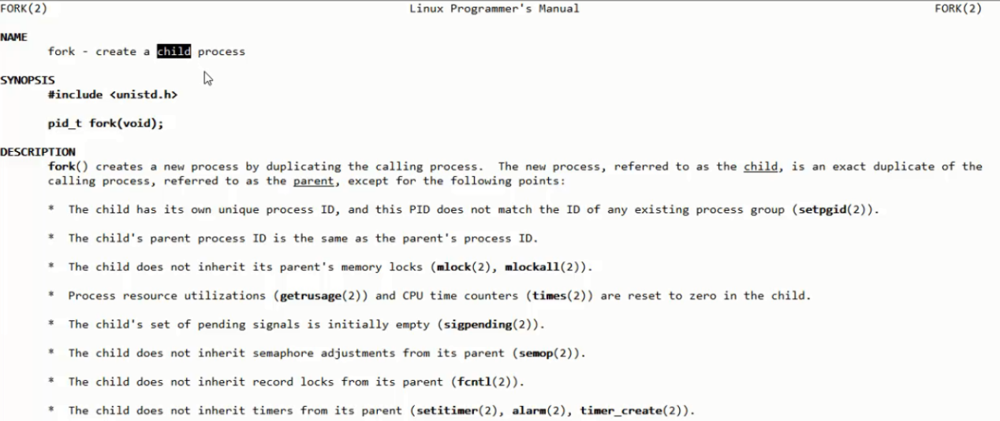 FORK(2) Linux Programmer's Manual FORK(2)
NAME
fork - create a child process
SYNOPSIS
#include <unistd.h>
pid_t fork(void);
DESCRIPTION
fork() creates a new process by duplicating the calling process.  The new process, referred to as the child, is an exact duplicate of the
calling process, referred to as the parent, except for the following points:
*  The child has its own unique process ID, and this PID does not match the ID of any existing process group (setpgid(2)).
*  The child's parent process ID is the same as the parent's process ID.
*  The child does not inherit its parent's memory locks (mlock(2), mlockall(2)).
*  Process resource utilizations (getrusage(2)) and CPU time counters (times(2)) are reset to zero in the child.
*  The child's set of pending signals is initially empty (sigpending(2)).
*  The child does not inherit semaphore adjustments from its parent (semop(2)).
*  The child does not inherit record locks from its parent (fcntl(2)).
*  The child does not inherit timers from its parent (setitimer(2), alarm(2), timer_create(2)).